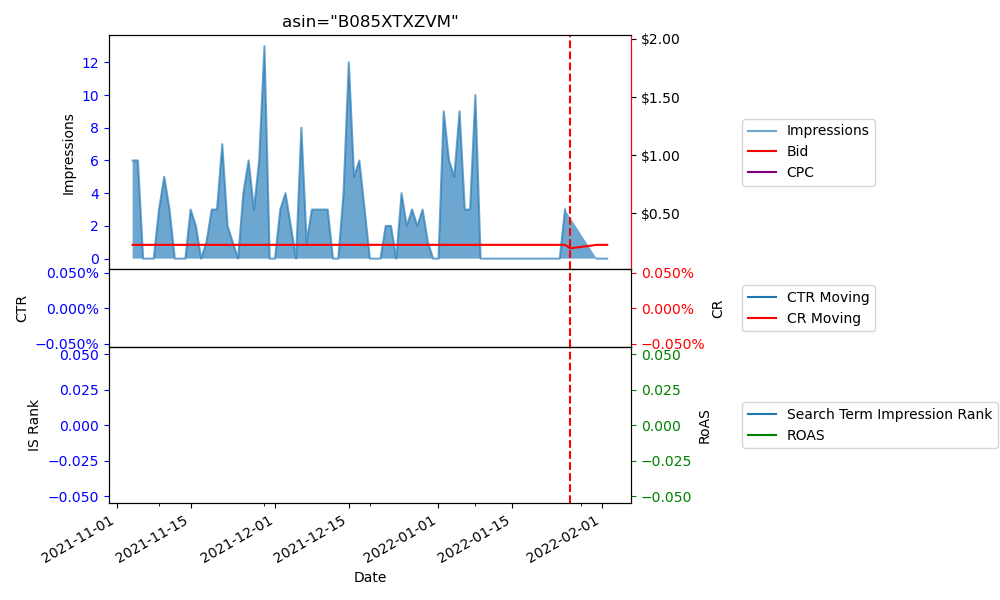 asin="B085XTXZVM"
Impressions
12
10
8
6
4
2
0
$2.00
$1.50
$1.00
$0.50
Impressions
Bid
CPC
CTR
0.050%
0.000%
−0.050%
0.050%
0.000%
−0.050%
CR
CTR Moving
CR Moving
IS Rank
0.050
0.025
0.000
−0.025
−0.050
0.050
0.025
0.000
−0.025
−0.050
RoAS
Search Term Impression Rank
ROAS
2021-11-01
2021-11-15
2021-12-01
2021-12-15
2022-01-01
2022-01-15
2022-02-01
Date